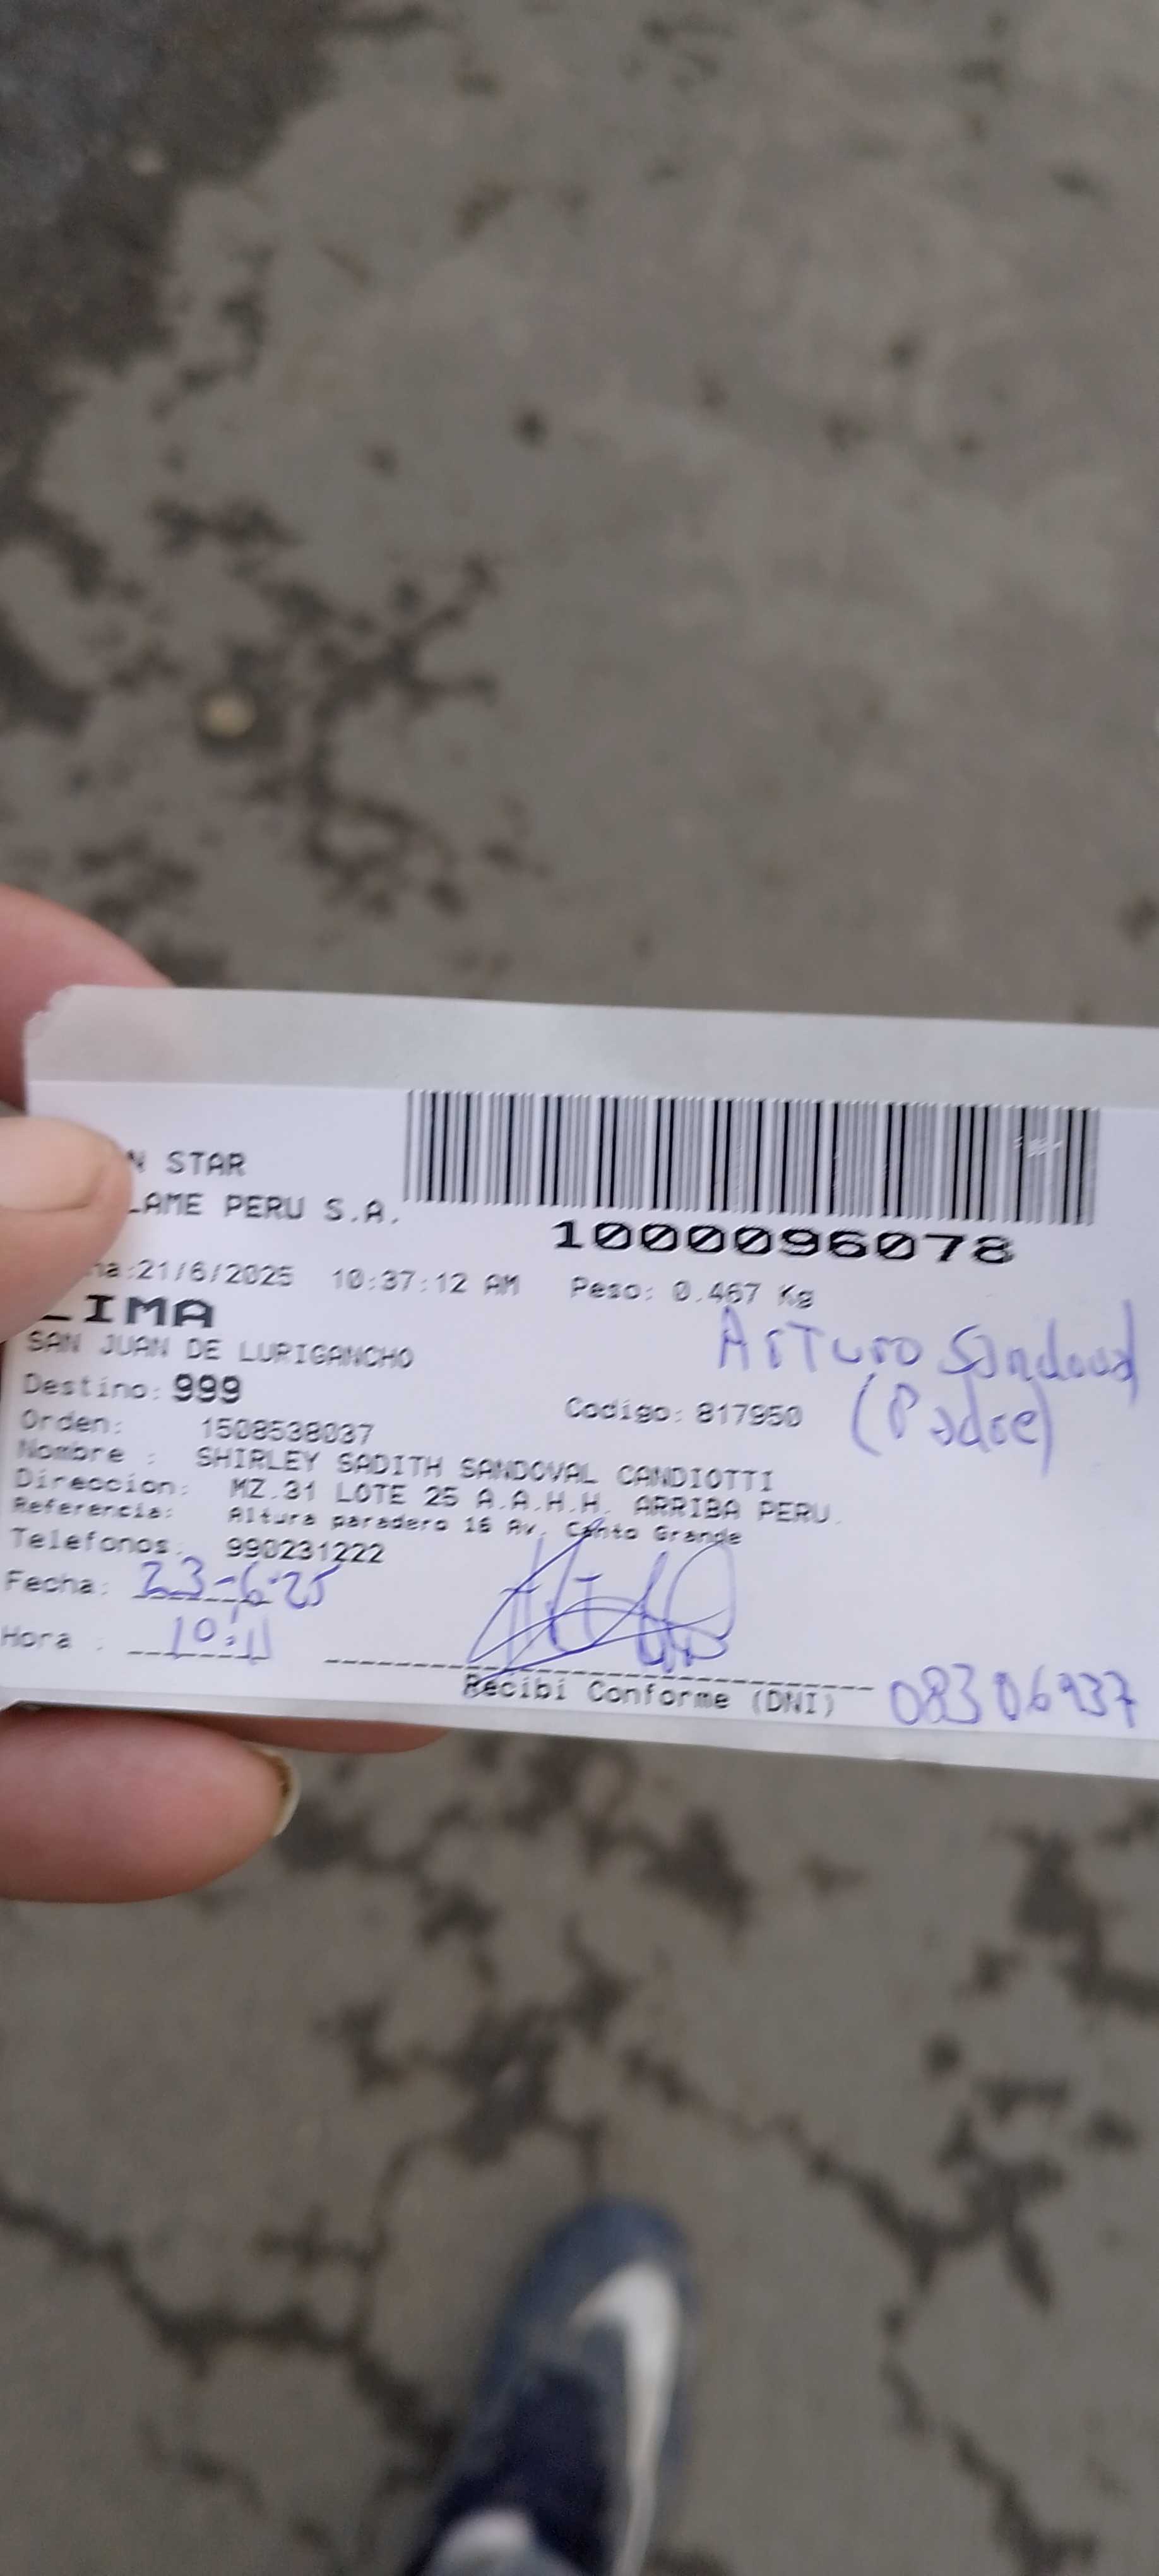 N STAR
LAME PERU S.A.
1000096078
ha:21/6/2025 10:37:12 AM Peso: 0.467 Kg
LIMA
SAN JUAN DE LURIGANCHO
Arturo Sandoval
(Padre)
Destino: 999
Codigo: 817950
Orden: 1508538037
Nombre : SHIRLEY SADITH SANDOVAL CANDIOTTI
Direccion: MZ.31 LOTE 25 A.A.H.H. ARRIBA PERU.
Referencia: Altura paradero 16 Av. Canto Grande
Telefonos: 990231222
Fecha: 23-6-25
Hora : 10:11
Recibi Conforme (DNI) 08306937